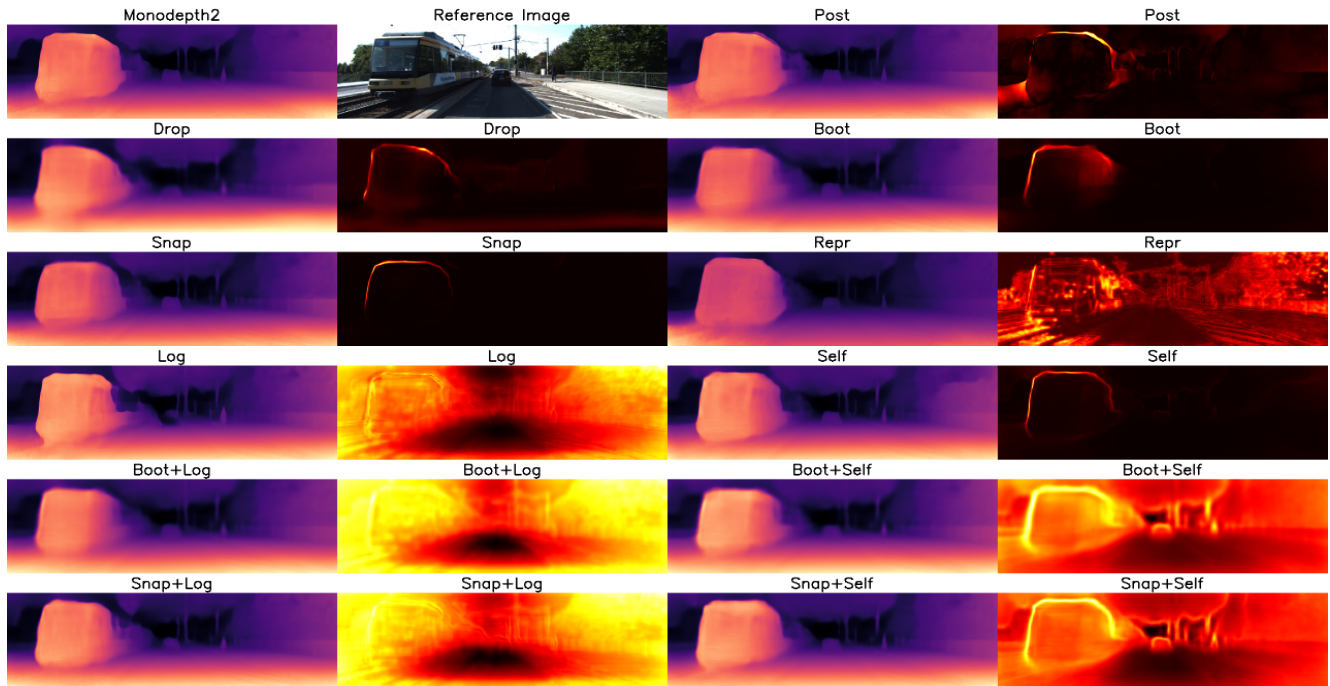 Monodepth2 Reference Image Post Post
Drop Drop Boot Boot
Snap Snap Repr Repr
Log Log Self Self
Boot+Log Boot+Log Boot+Self Boot+Self
Snap+Log Snap+Log Snap+Self Snap+Self